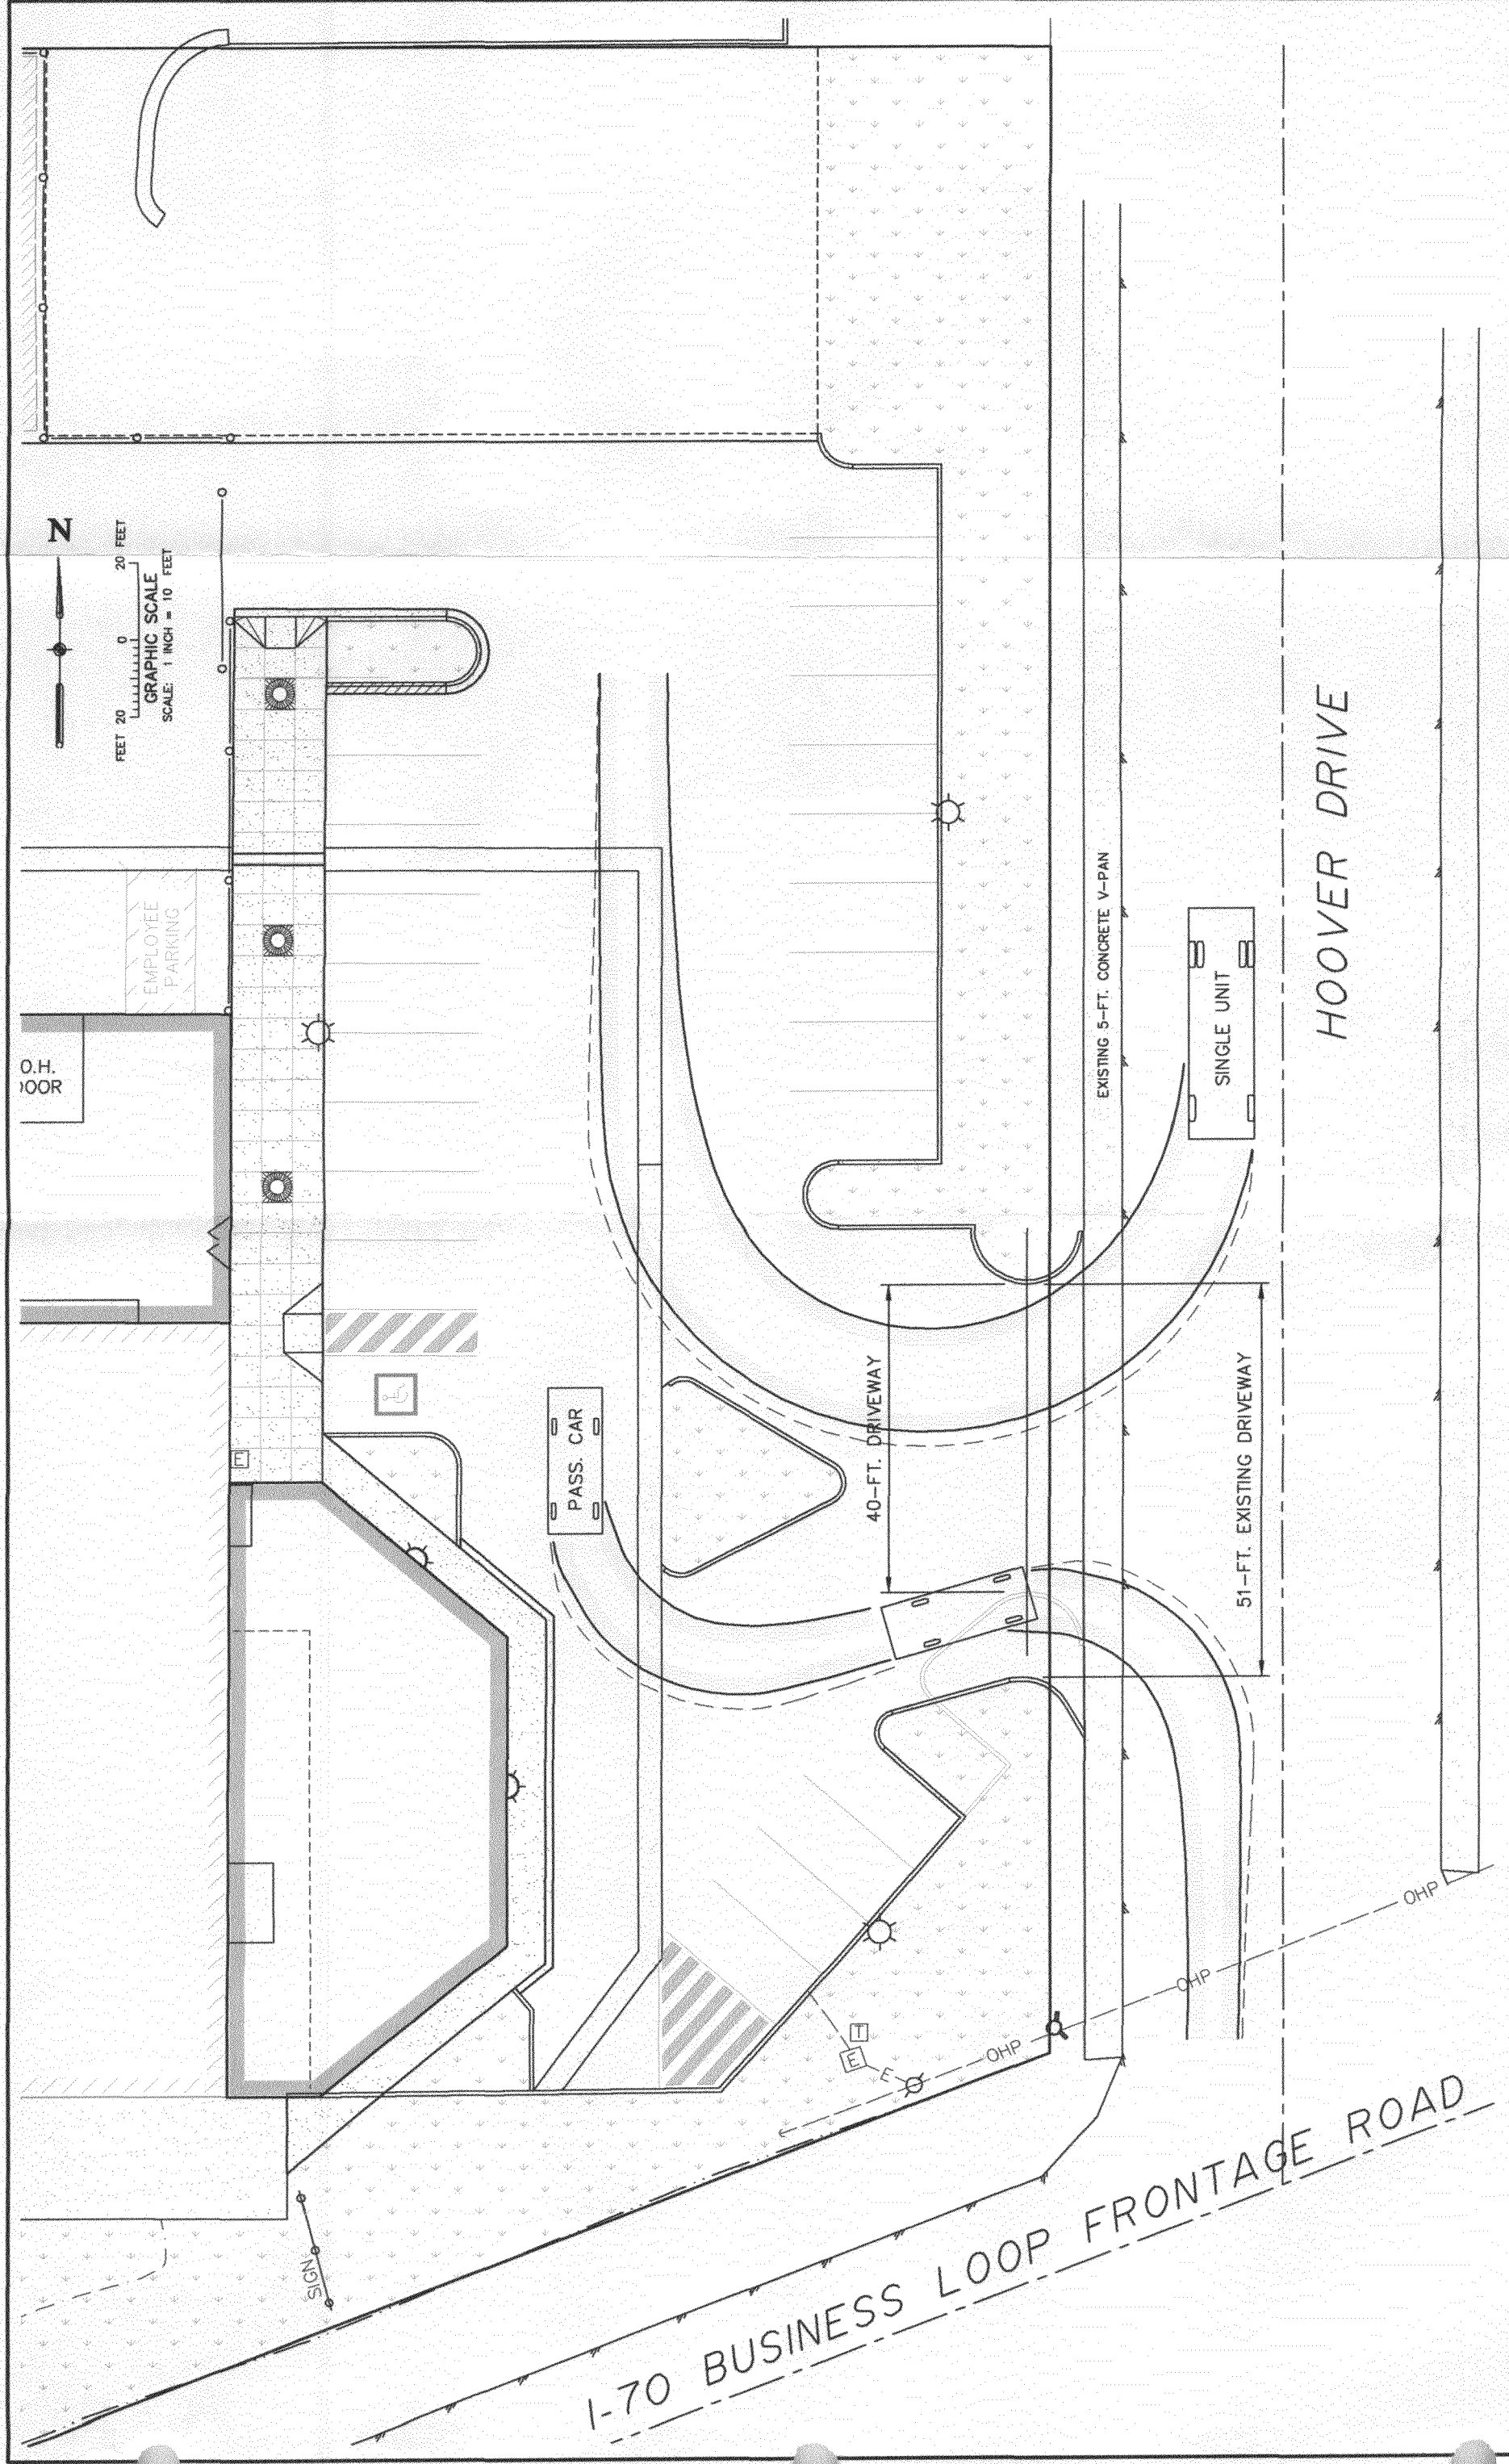 N
20 FEET
0
FEET 20
GRAPHIC SCALE
SCALE: 1 INCH = 10 FEET
EMPLOYEE
PARKING
O.H.
OOR
EXISTING 5-FT. CONCRETE V-PAN
SINGLE UNIT
HOOVER DRIVE
PASS. CAR
40-FT. DRIVEWAY
51-FT. EXISTING DRIVEWAY
E
T
E
E
OHP
OHP
OHP
SIGN
I-70 BUSINESS LOOP FRONTAGE ROAD